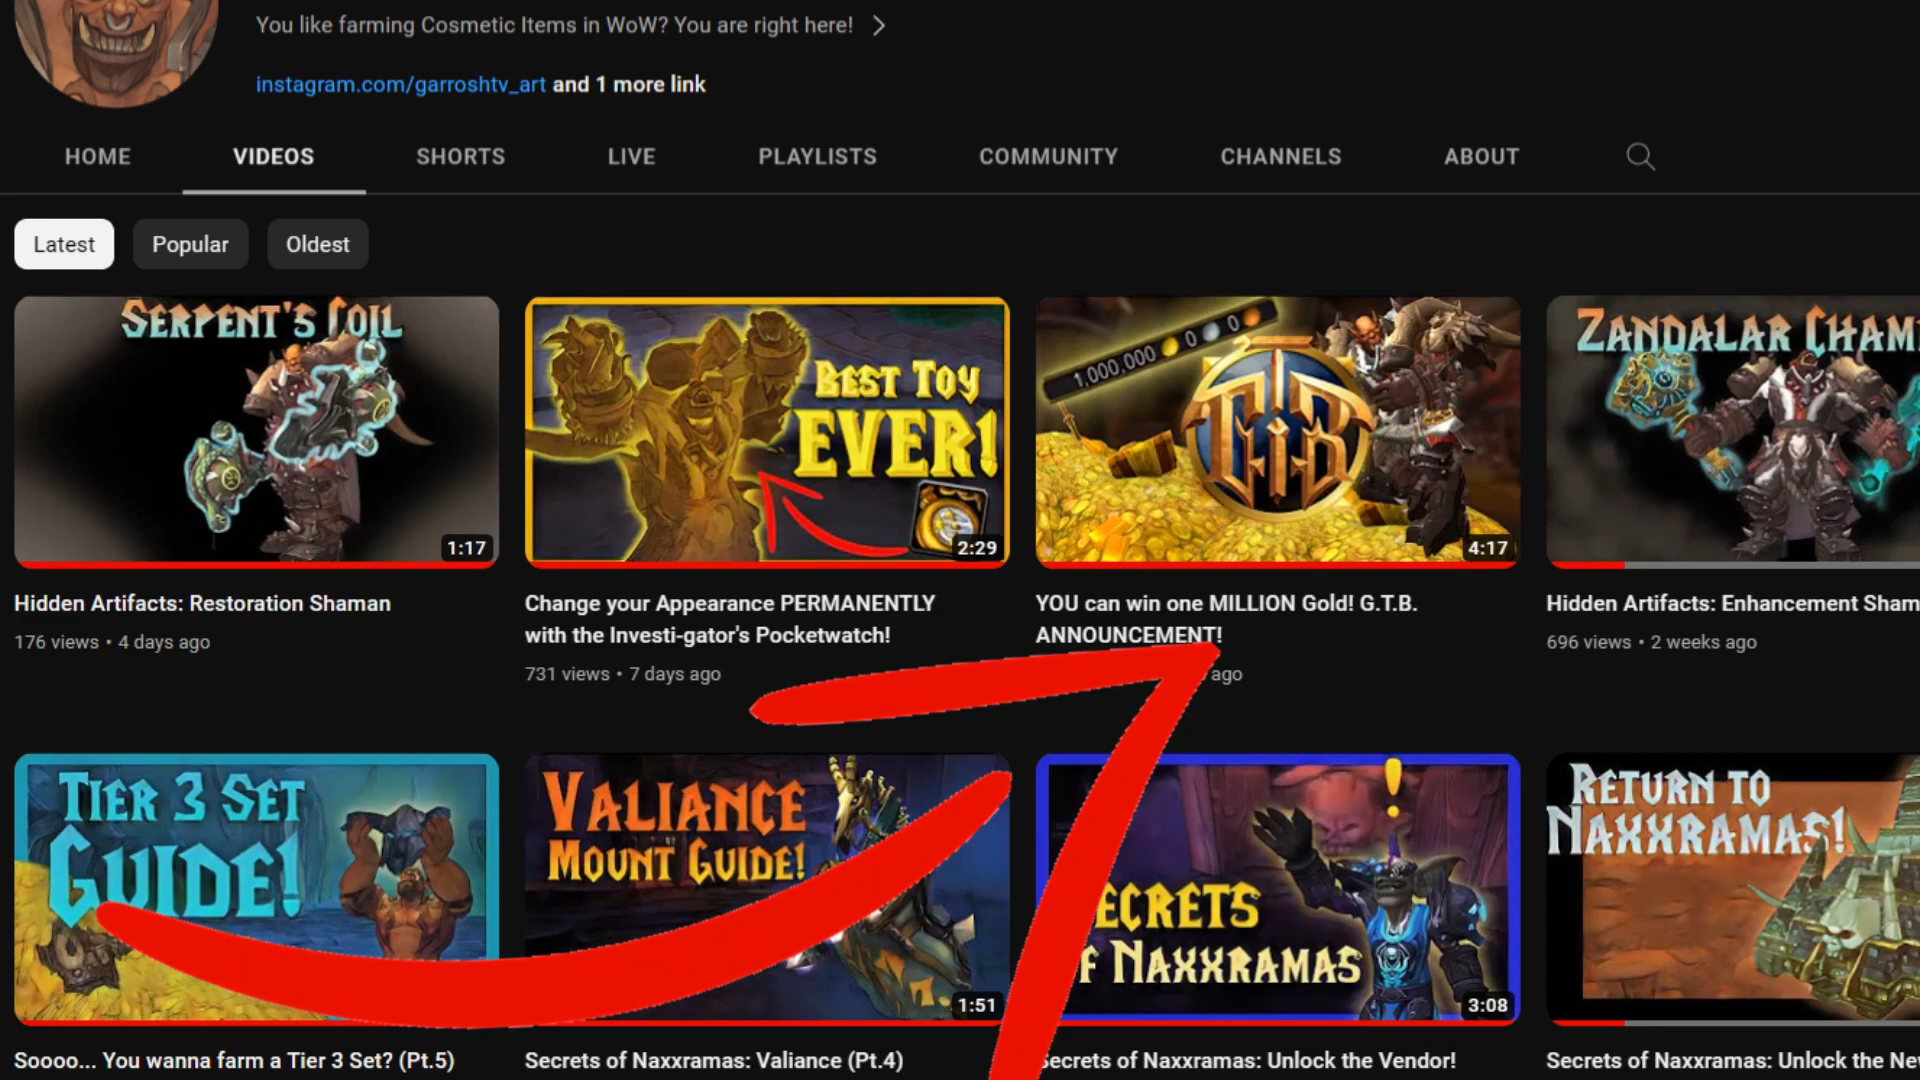 You like farming Cosmetic Items in WoW? You are right here!
instagram.com/garroshtv_art and 1 more link
HOME VIDEOS SHORTS LIVE PLAYLISTS COMMUNITY CHANNELS ABOUT
Latest Popular Oldest
SERPENT'S COIL
1:17
BEST TOY
EVER!
2:29
1,000,000 0 0
G.T.B
4:17
ZANDALAR CHAM
Hidden Artifacts: Restoration Shaman
176 views • 4 days ago
Change your Appearance PERMANENTLY
with the Investi-gator's Pocketwatch!
731 views • 7 days ago
YOU can win one MILLION Gold! G.T.B.
ANNOUNCEMENT!
ago
Hidden Artifacts: Enhancement Sham
696 views • 2 weeks ago
TIER 3 SET
GUIDE!
VALIANCE
MOUNT GUIDE!
1:51
ECRETS
F NAXXRAMAS
3:08
RETURN TO
NAXXRAMAS!
Soooo... You wanna farm a Tier 3 Set? (Pt.5)
Secrets of Naxxramas: Valiance (Pt.4)
Secrets of Naxxramas: Unlock the Vendor!
Secrets of Naxxramas: Unlock the Ne